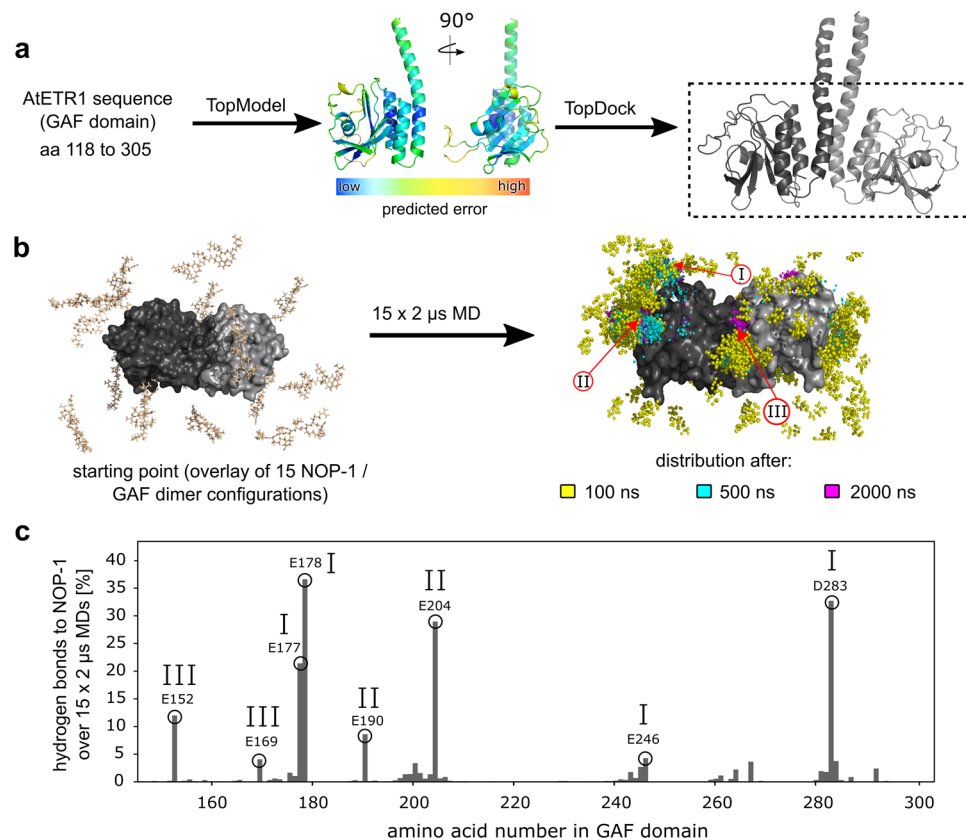 a
AtETR1 sequence
(GAF domain)
aa 118 to 305
TopModel
90°
low
high
predicted error
TopDock
b
15 x 2 µs MD
I
II
III
starting point (overlay of 15 NOP-1 /
GAF dimer configurations)
distribution after:
100 ns
500 ns
2000 ns
c
hydrogen bonds to NOP-1
over 15 x 2 µs MDs [%]
40
35
30
25
20
15
10
5
0
III
E152
III
E169
I
E177
E178 I
II
E190
II
E204
I
E246
I
D283
160
180
200
220
240
260
280
300
amino acid number in GAF domain